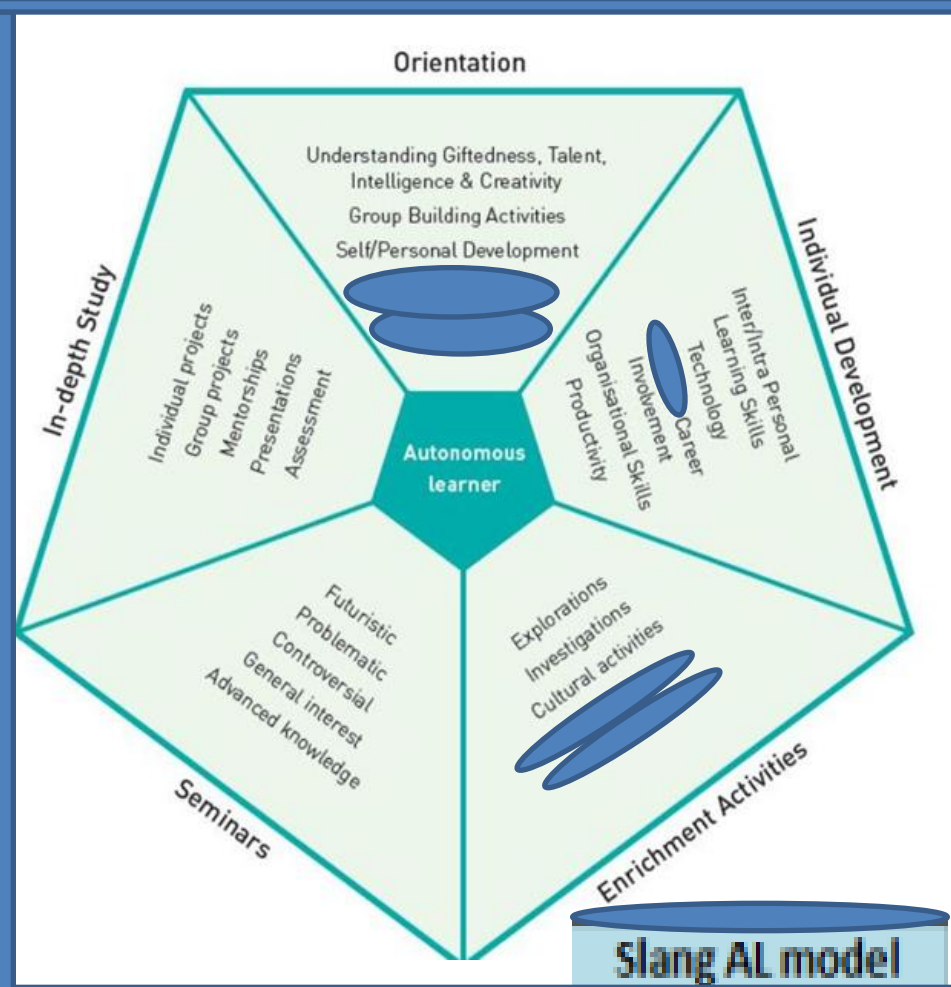 Orientation
Understanding Giftedness, Talent,
Intelligence & Creativity
Group Building Activities
Self/Personal Development
Individual Development
Inter/Intra Personal
Learning Skills
Technology
Career
Involvement
Organisational Skills
Productivity
Enrichment Activities
Explorations
Investigations
Cultural activities
Seminars
Futuristic
Problematic
Controversial
General interest
Advanced knowledge
In-depth Study
Individual projects
Group projects
Mentorships
Presentations
Assessment
Autonomous
learner
Slang AL model